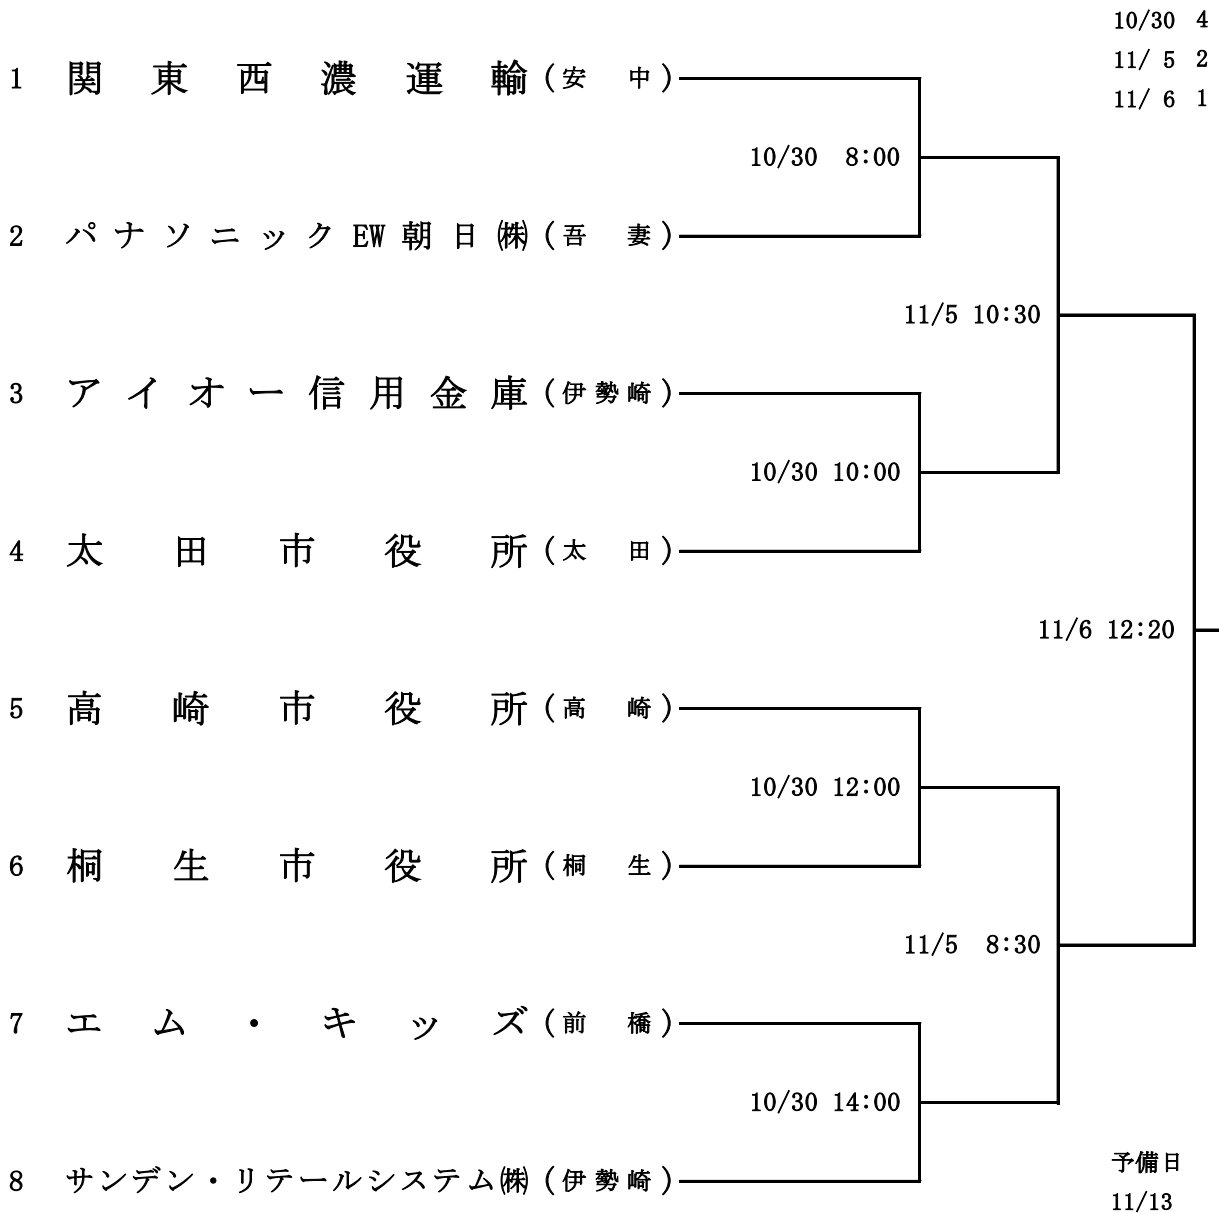 10/30 4
11/ 5 2
11/ 6 1
1 関東西濃運輸(安中)
10/30 8:00
2 パナソニックEW朝日㈱(吾妻)
11/5 10:30
3 アイオー信用金庫(伊勢崎)
10/30 10:00
4 太田市役所(太田)
11/6 12:20
5 高崎市役所(高崎)
10/30 12:00
6 桐生市役所(桐生)
11/5 8:30
7 エム・キッズ(前橋)
10/30 14:00
8 サンデン・リテールシステム㈱(伊勢崎)
予備日
11/13